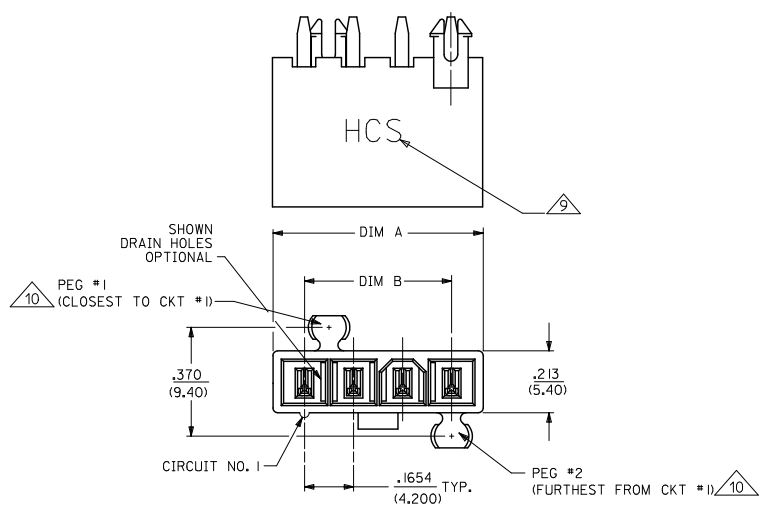 HCS
9
DIM A
SHOWN
DRAIN HOLES
OPTIONAL
DIM B
10
PEG #1
(CLOSEST TO CKT #1)
.370
(9.40)
.213
(5.40)
CIRCUIT NO. 1
.1654
(4.200)
TYP.
PEG #2
(FURTHEST FROM CKT #1)
10